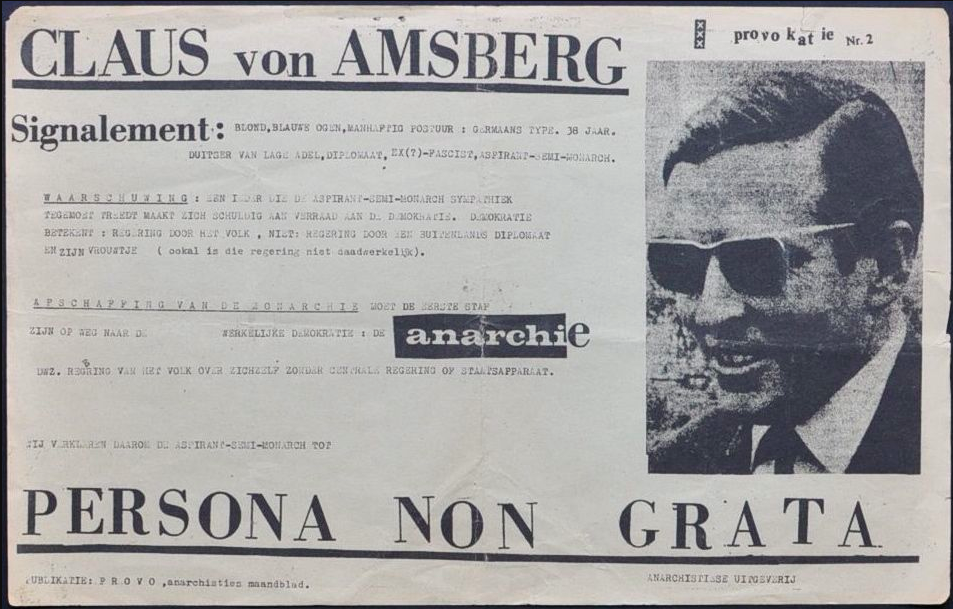 CLAUS von AMSBERG
provokatie Nr. 2
Signalement: BLOND,BLAUWE OGEN,MANHAFTIG POSTUUR : GERMAANS TYPE. 38 JAAR.
DUITSER VAN LAGE ADEL,DIPLOMAAT,EX(?)-FASCIST,ASPIRANT-SEMI-MONARCH.
WAARSCHUWING : EEN IEDER DIE DE ASPIRANT-SEMI-MONARCH SYMPATHIEK
TEGEMOET TREEDT MAAKT ZICH SCHULDIG AAN VERRAAD AAN DE DEMOKRATIE. DEMOKRATIE
BETEKENT : REGERING DOOR HET VOLK , NIET: REGERING DOOR EEN BUITENLANDS DIPLOMAAT
EN ZIJN VROUWTJE ( ookal is die regering niet daadwerkelijk).
AFSCHAFFING VAN DE MONARCHIE MOET DE EERSTE STAP
ZIJN OP WEG NAAR DE WERKELIJKE DEMOKRATIE : DE anarchie
DWZ. REGRING VAN HET VOLK OVER ZICHZELF ZONDER CENTRALE REGERING OF STAATSAPPARAAT.
WIJ VERKLAREN DAAROM DE ASPIRANT-SEMI-MONARCH TOT
PERSONA NON GRATA
PUBLIKATIE: PROVO ,anarchisties maandblad.
ANARCHISTIESE UITGEVERIJ